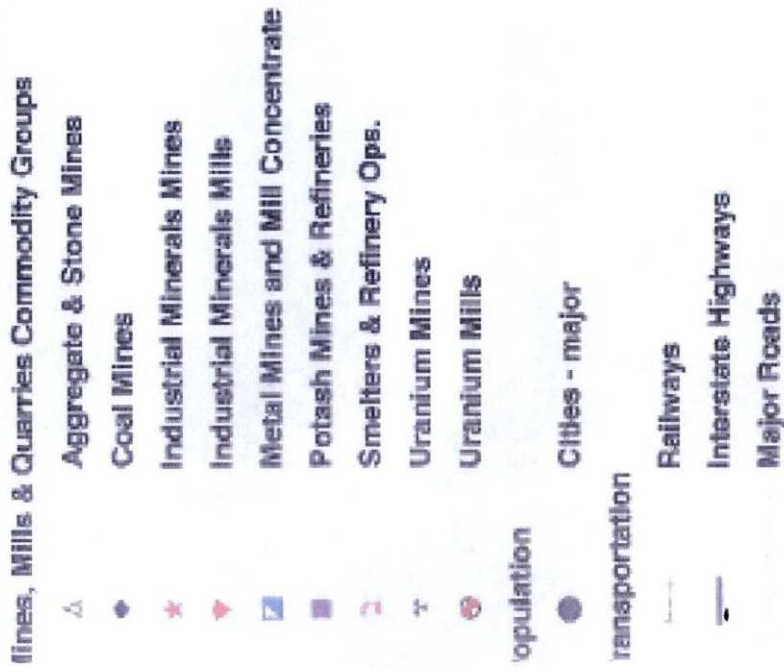 lines, Mills & Quarries Commodity Groups
Aggregate & Stone Mines
Coal Mines
Industrial Minerals Mines
Industrial Minerals Mills
Metal Mines and Mill Concentrate
Potash Mines & Refineries
Smelters & Refinery Ops.
Uranium Mines
Uranium Mills
opulation
Cities - major
ransportation
Railways
Interstate Highways
Major Roads